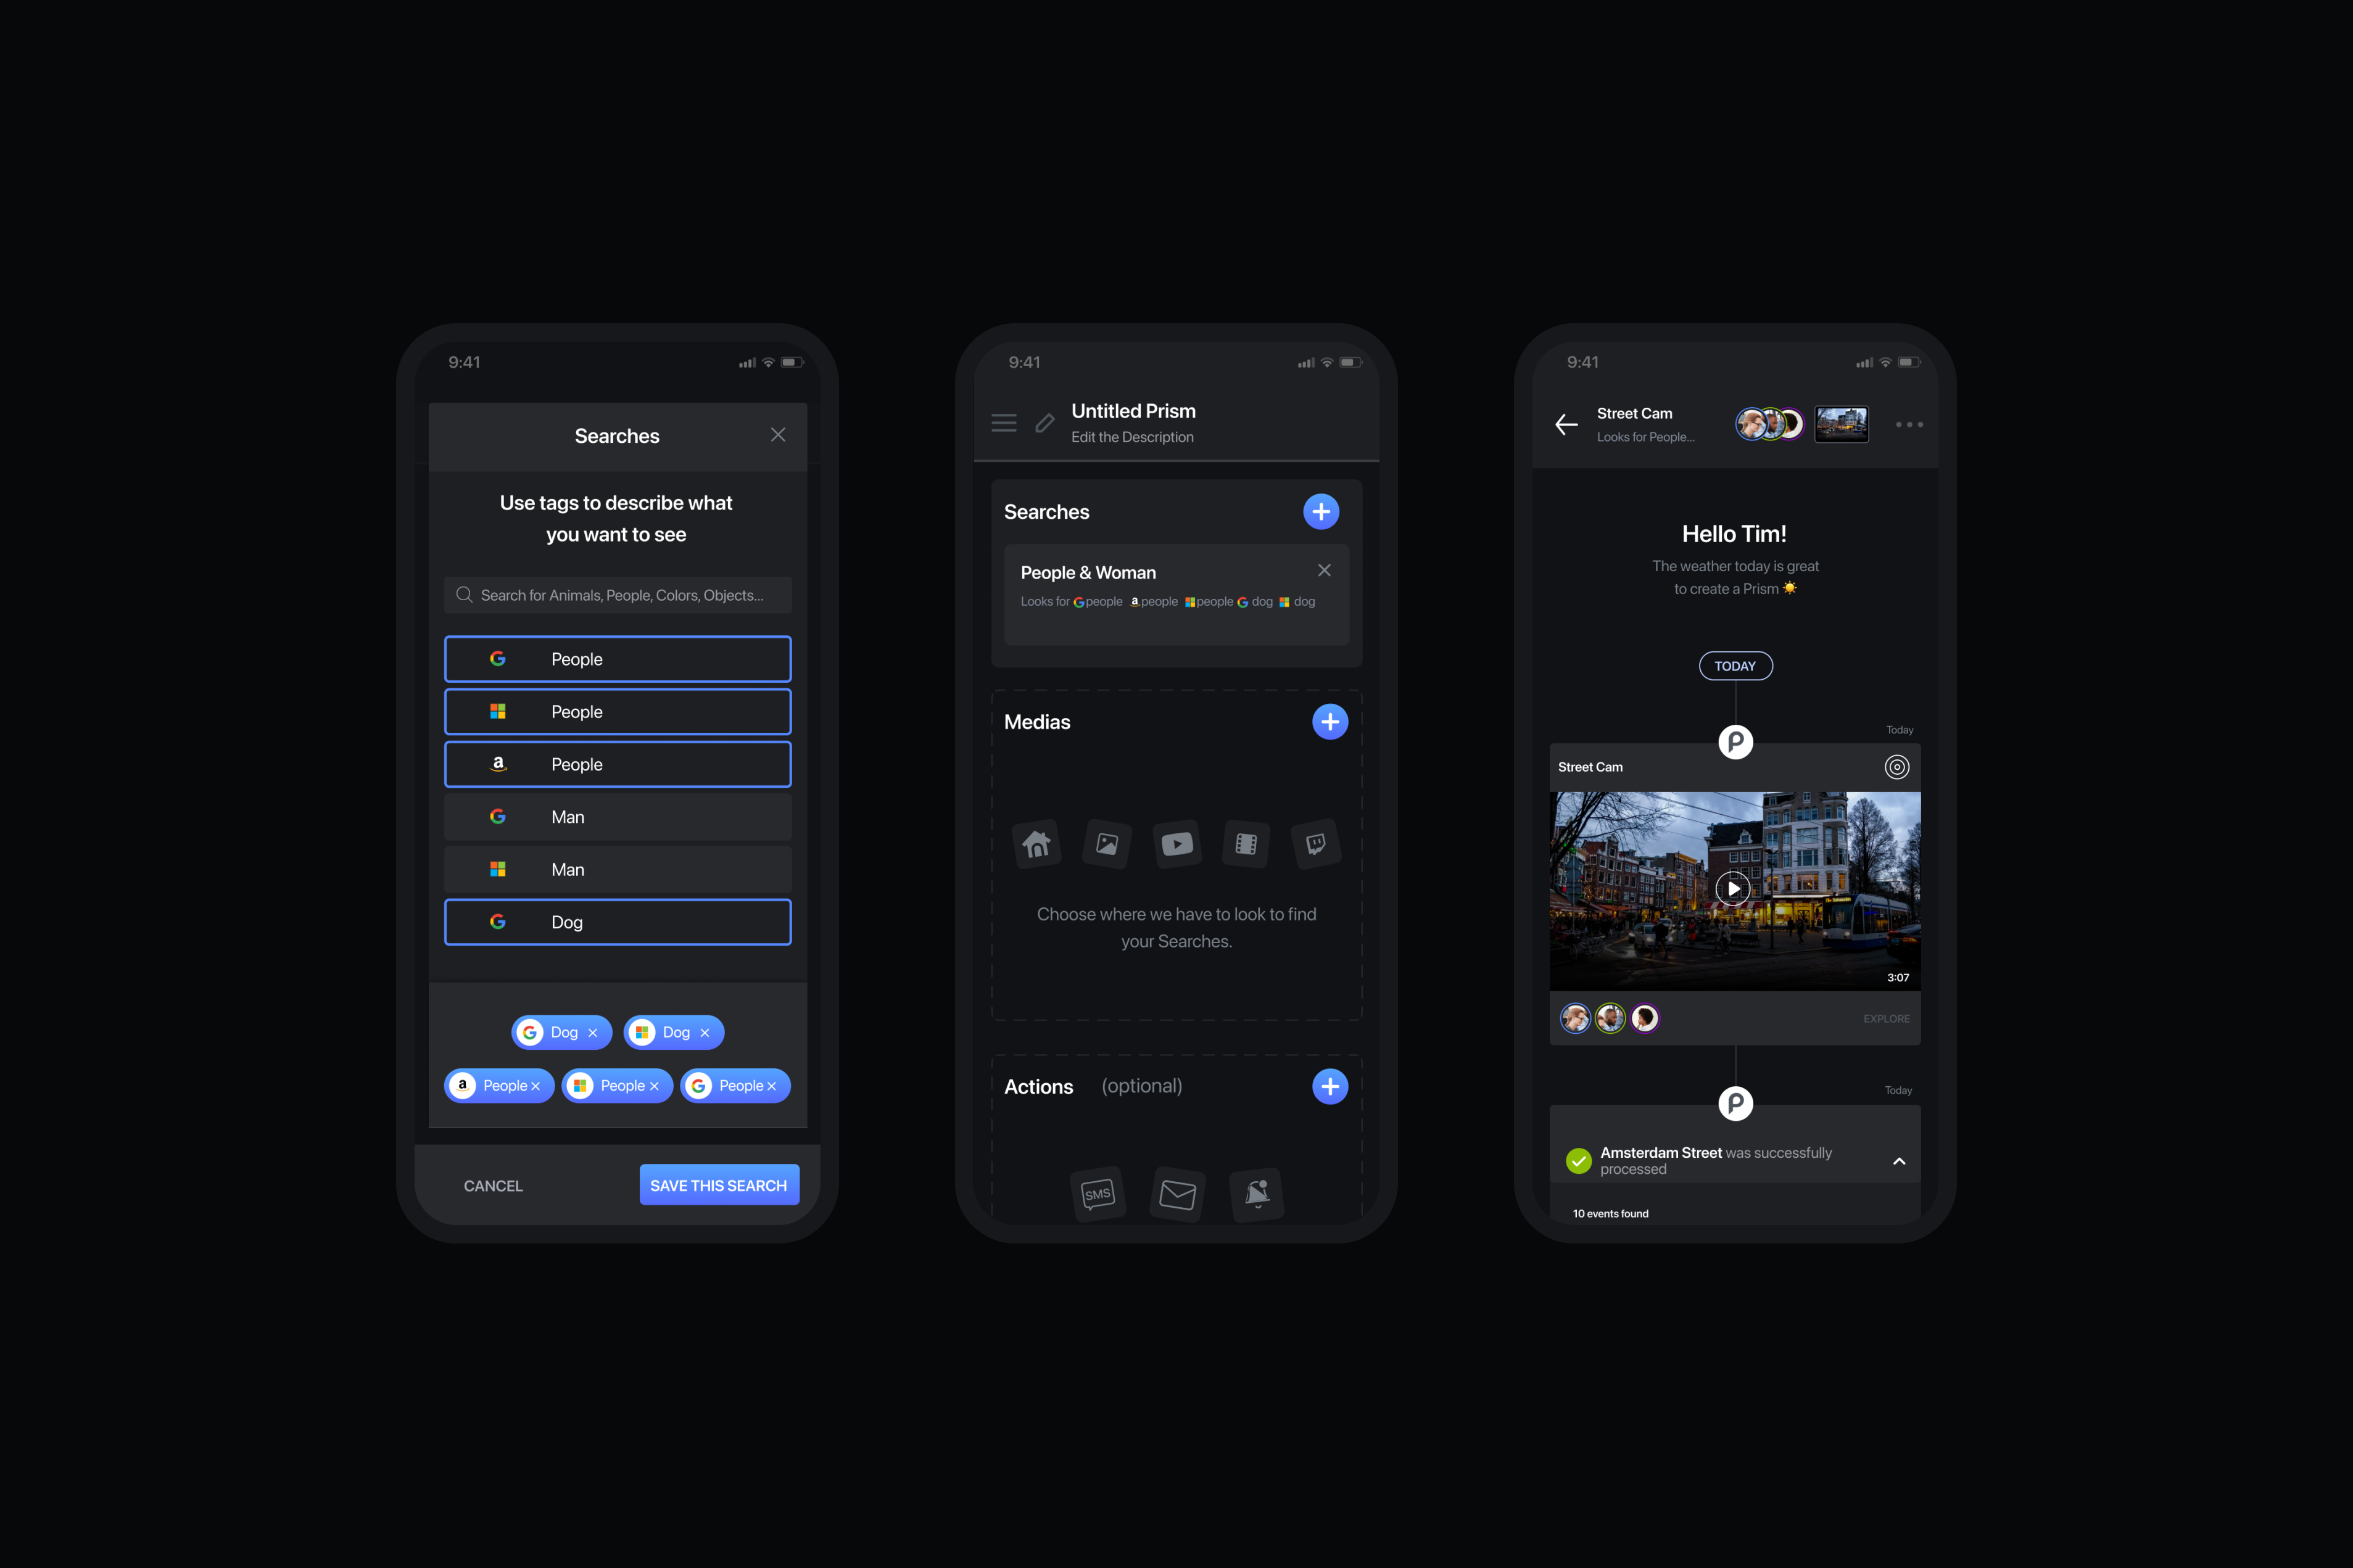 9:41
Searches
Use tags to describe what
you want to see
Search for Animals, People, Colors, Objects...
People
People
People
Man
Man
Dog
Dog
Dog
People
People
People
CANCEL
SAVE THIS SEARCH
9:41
Untitled Prism
Edit the Description
Searches
People & Woman
Looks for people people people dog dog
Medias
Choose where we have to look to find
your Searches.
Actions (optional)
SMS
9:41
Street Cam
Looks for People...
Hello Tim!
The weather today is great
to create a Prism ☀️
TODAY
Today
Street Cam
3:07
EXPLORE
Today
Amsterdam Street was successfully
processed
10 events found